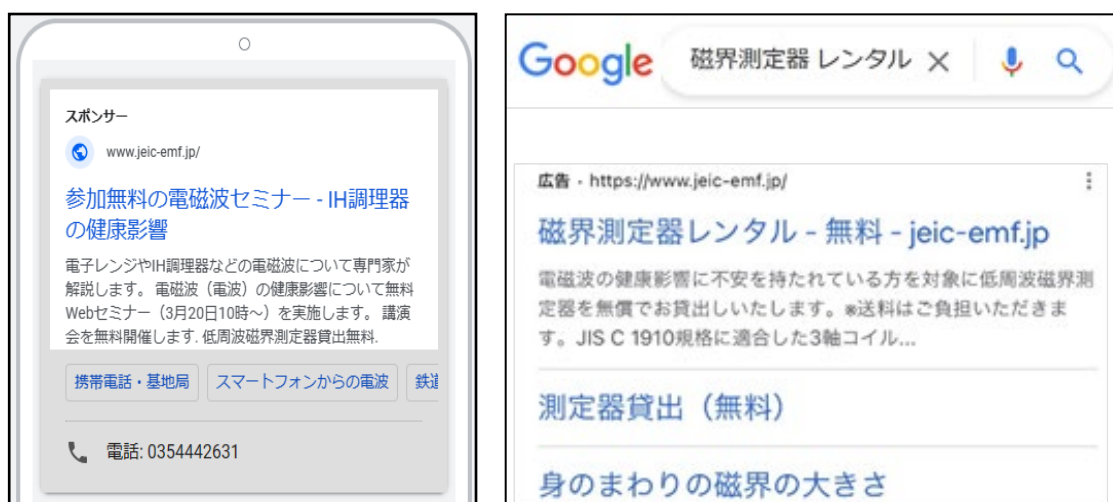 スポンサー
www.jeic-emf.jp/
参加無料の電磁波セミナー - IH調理器
の健康影響
電子レンジやIH調理器などの電磁波について専門家が
解説します。 電磁波（電波）の健康影響について無料
Webセミナー（3月20日10時～）を実施します。 講演
会を無料開催します. 低周波磁界測定器貸出無料.
携帯電話・基地局
スマートフォンからの電波
鉄道
電話: 0354442631
Google
磁界測定器 レンタル
広告・https://www.jeic-emf.jp/
磁界測定器レンタル - 無料 - jeic-emf.jp
電磁波の健康影響に不安を持たれている方を対象に低周波磁界測
定器を無償でお貸出しいたします。※送料はご負担いただきま
す。JIS C 1910規格に適合した3軸コイル...
測定器貸出（無料）
身のまわりの磁界の大きさ